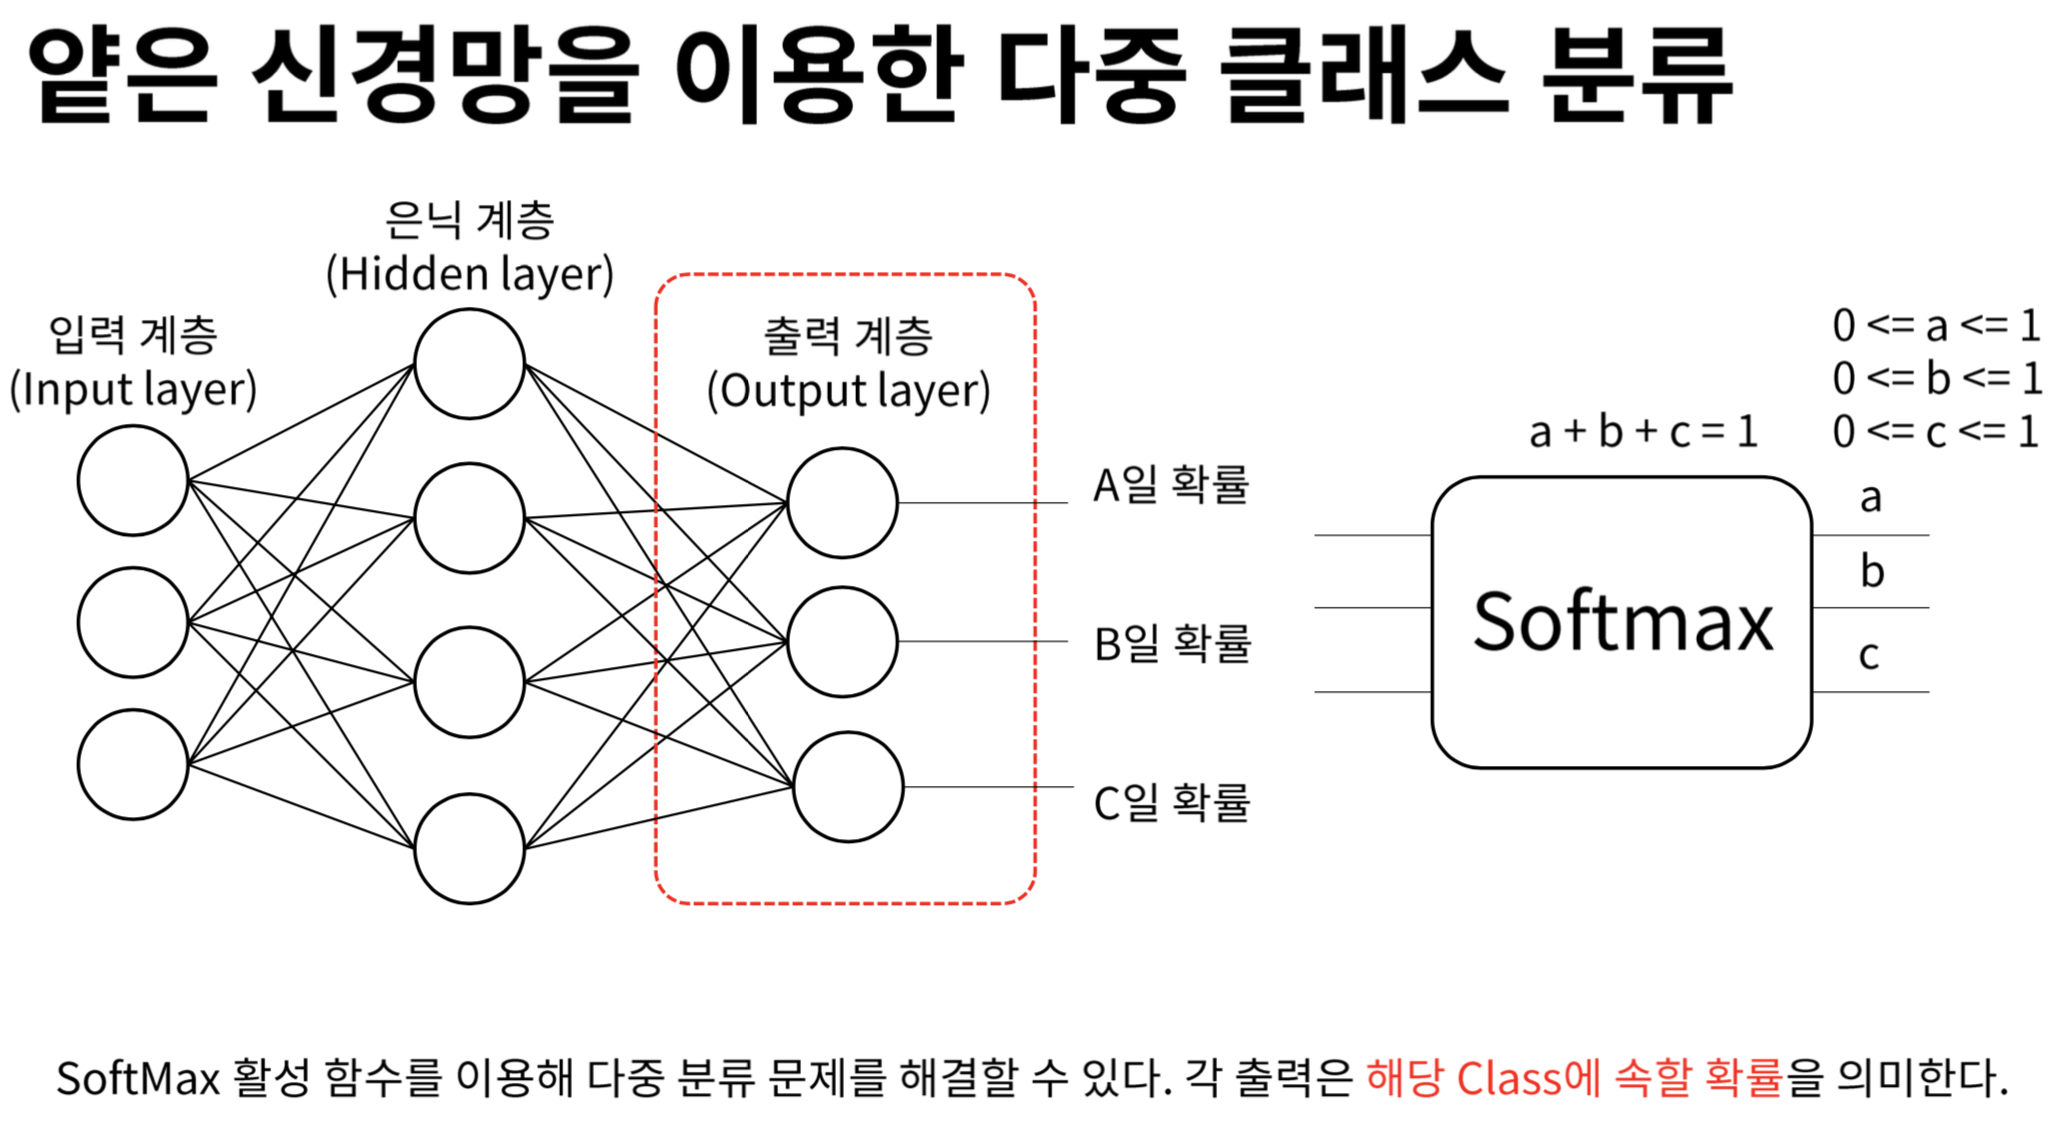 얕은 신경망을 이용한 다중 클래스 분류
은닉 계층
(Hidden layer)
입력 계층
(Input layer)
출력 계층
(Output layer)
A일 확률
B일 확률
C일 확률
0 <= a <= 1
0 <= b <= 1
0 <= c <= 1
a + b + c = 1
Softmax
a
b
c
SoftMax 활성 함수를 이용해 다중 분류 문제를 해결할 수 있다. 각 출력은 해당 Class에 속할 확률을 의미한다.